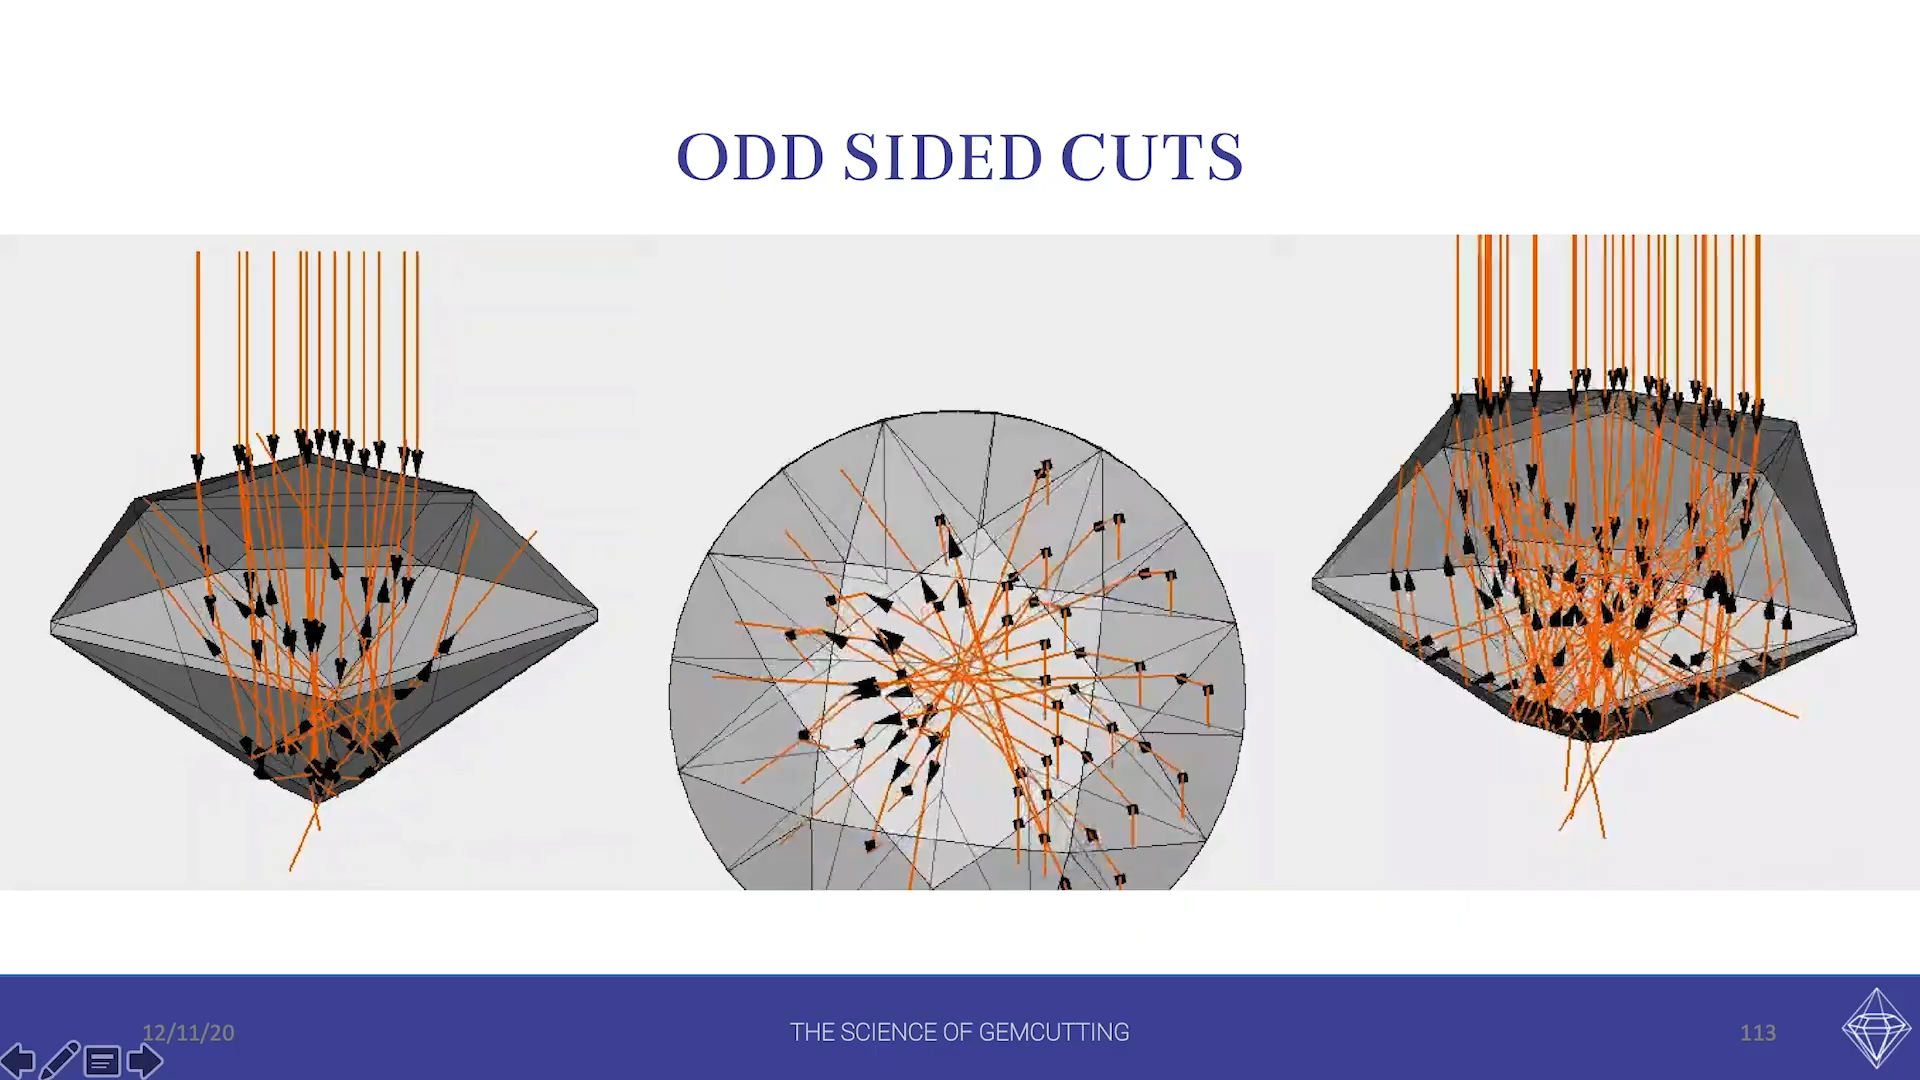 ODD SIDED CUTS
12/11/20
THE SCIENCE OF GEMCUTTING
113